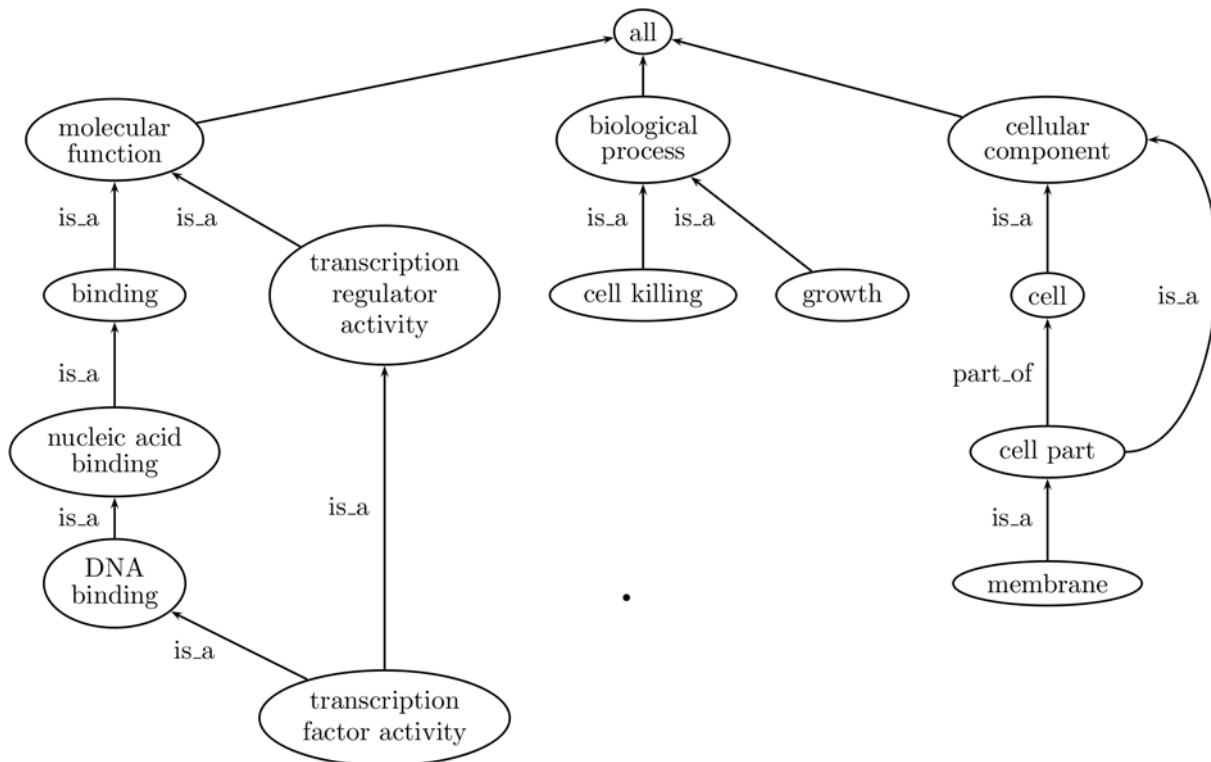 all
molecular
function
biological
process
cellular
component
is_a
is_a
is_a
is_a
is_a
transcription
regulator
activity
binding
cell killing
growth
cell
is_a
is_a
part_of
nucleic acid
binding
cell part
is_a
is_a
is_a
DNA
binding
membrane
is_a
transcription
factor activity